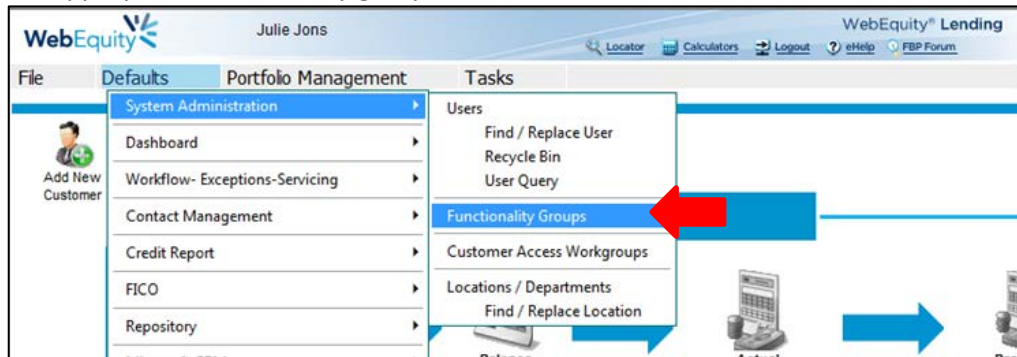 WebEquity
Julie Jons
WebEquity® Lending
Locator Calculators Logout eHelp FBP Forum
File Defaults Portfolio Management Tasks
Add New
Customer
System Administration
Dashboard
Workflow- Exceptions-Servicing
Contact Management
Credit Report
FICO
Repository
Users
Find / Replace User
Recycle Bin
User Query
Functionality Groups
Customer Access Workgroups
Locations / Departments
Find / Replace Location